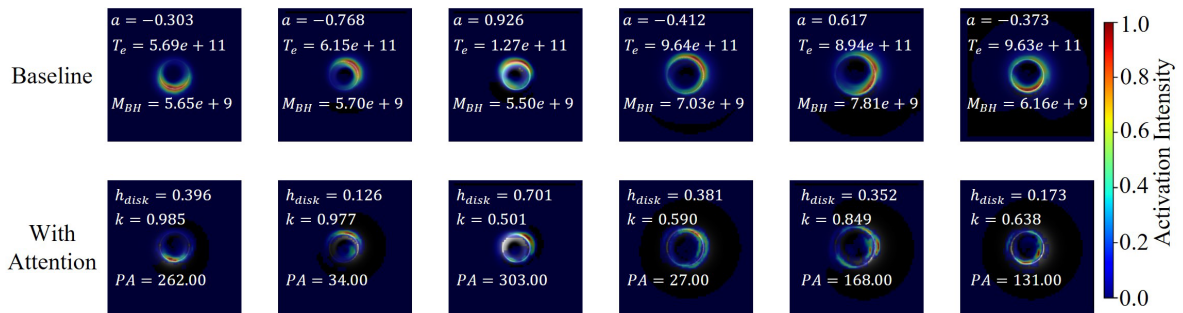 Baseline
a = −0.303
T_e = 5.69e + 11
M_BH = 5.65e + 9
a = −0.768
T_e = 6.15e + 11
M_BH = 5.70e + 9
a = 0.926
T_e = 1.27e + 11
M_BH = 5.50e + 9
a = −0.412
T_e = 9.64e + 11
M_BH = 7.03e + 9
a = 0.617
T_e = 8.94e + 11
M_BH = 7.81e + 9
a = −0.373
T_e = 9.63e + 11
M_BH = 6.16e + 9
With
Attention
h_disk = 0.396
k = 0.985
PA = 262.00
h_disk = 0.126
k = 0.977
PA = 34.00
h_disk = 0.701
k = 0.501
PA = 303.00
h_disk = 0.381
k = 0.590
PA = 27.00
h_disk = 0.352
k = 0.849
PA = 168.00
h_disk = 0.173
k = 0.638
PA = 131.00
1.0
0.8
0.6
0.4
0.2
0.0
Activation Intensity